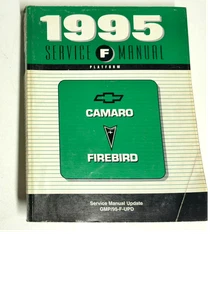 1995
SERVICE F MANUAL
PLATFORM
CAMARO
FIREBIRD
Service Manual Update
GMP/95-F-UPD